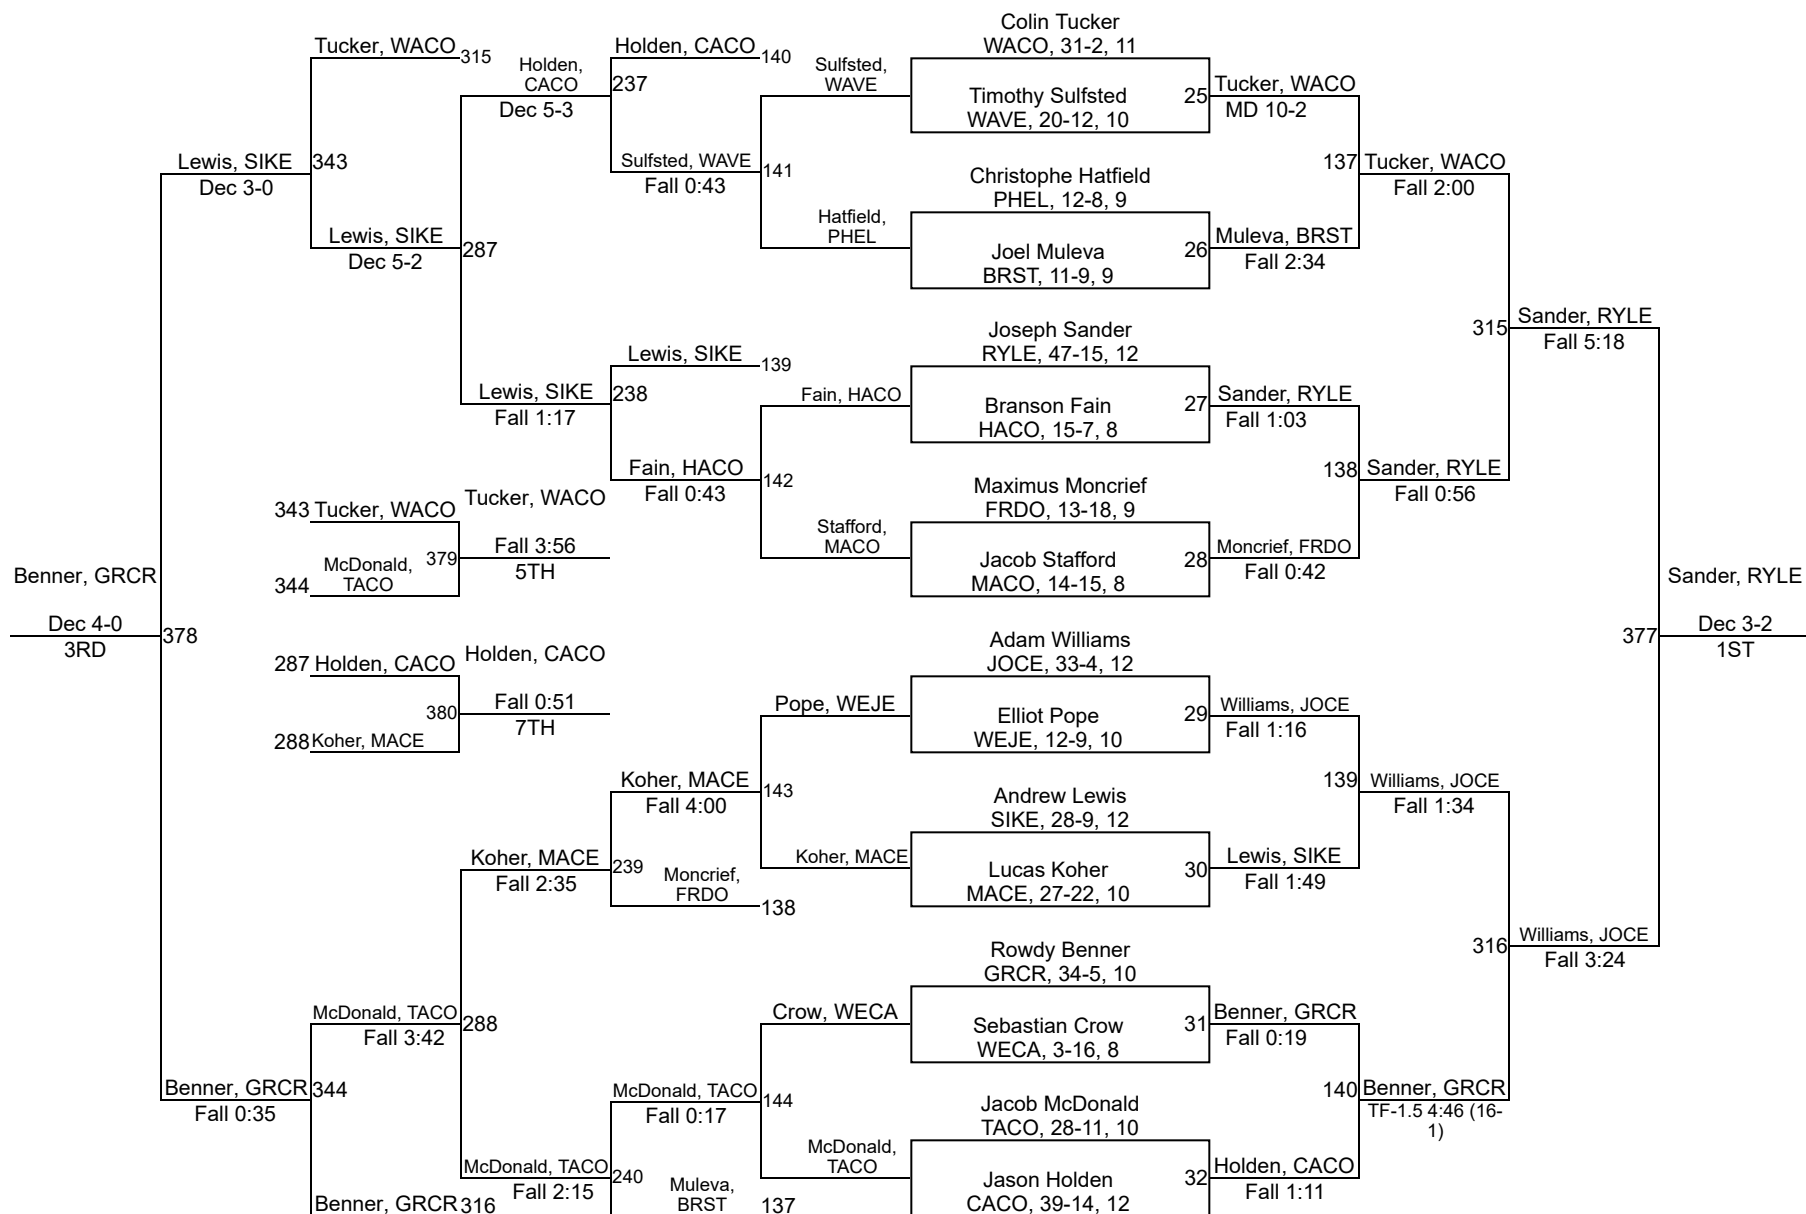 Colin Tucker
WACO, 31-2, 11
Tucker, WACO
315
Holden,
CACO
Dec 5-3
Holden, CACO
140
237
Sulfsted,
WAVE
Timothy Sulfsted
WAVE, 20-12, 10
25
Tucker, WACO
MD 10-2
Lewis, SIKE
Dec 3-0
343
Sulfsted, WAVE
Fall 0:43
141
Christophe Hatfield
PHEL, 12-8, 9
137
Tucker, WACO
Fall 2:00
Lewis, SIKE
Dec 5-2
287
Hatfield,
PHEL
Joel Muleva
BRST, 11-9, 9
26
Muleva, BRST
Fall 2:34
Joseph Sander
RYLE, 47-15, 12
315
Sander, RYLE
Fall 5:18
Lewis, SIKE
139
Lewis, SIKE
Fall 1:17
238
Fain, HACO
Branson Fain
HACO, 15-7, 8
27
Sander, RYLE
Fall 1:03
Fain, HACO
Fall 0:43
142
Maximus Moncrief
FRDO, 13-18, 9
138
Sander, RYLE
Fall 0:56
343
Tucker, WACO
Tucker, WACO
McDonald,
TACO
344
379
Fall 3:56
5TH
Stafford,
MACO
Jacob Stafford
MACO, 14-15, 8
28
Moncrief, FRDO
Fall 0:42
Benner, GRCR
Dec 4-0
3RD
378
Sander, RYLE
377
Dec 3-2
1ST
287
Holden, CACO
Holden, CACO
380
Fall 0:51
7TH
288
Koher, MACE
Adam Williams
JOCE, 33-4, 12
Pope, WEJE
Elliot Pope
WEJE, 12-9, 10
29
Williams, JOCE
Fall 1:16
Koher, MACE
Fall 4:00
143
Andrew Lewis
SIKE, 28-9, 12
139
Williams, JOCE
Fall 1:34
Koher, MACE
Fall 2:35
239
Moncrief,
FRDO
138
Koher, MACE
Lucas Koher
MACE, 27-22, 10
30
Lewis, SIKE
Fall 1:49
Rowdy Benner
GRCR, 34-5, 10
316
Williams, JOCE
Fall 3:24
McDonald, TACO
Fall 3:42
288
Crow, WECA
Sebastian Crow
WECA, 3-16, 8
31
Benner, GRCR
Fall 0:19
Benner, GRCR
Fall 0:35
344
McDonald, TACO
Fall 0:17
144
Jacob McDonald
TACO, 28-11, 10
140
Benner, GRCR
TF-1.5 4:46 (16-
1)
McDonald, TACO
Fall 2:15
240
McDonald,
TACO
Jason Holden
CACO, 39-14, 12
32
Holden, CACO
Fall 1:11
Benner, GRCR
316
Muleva,
BRST
137